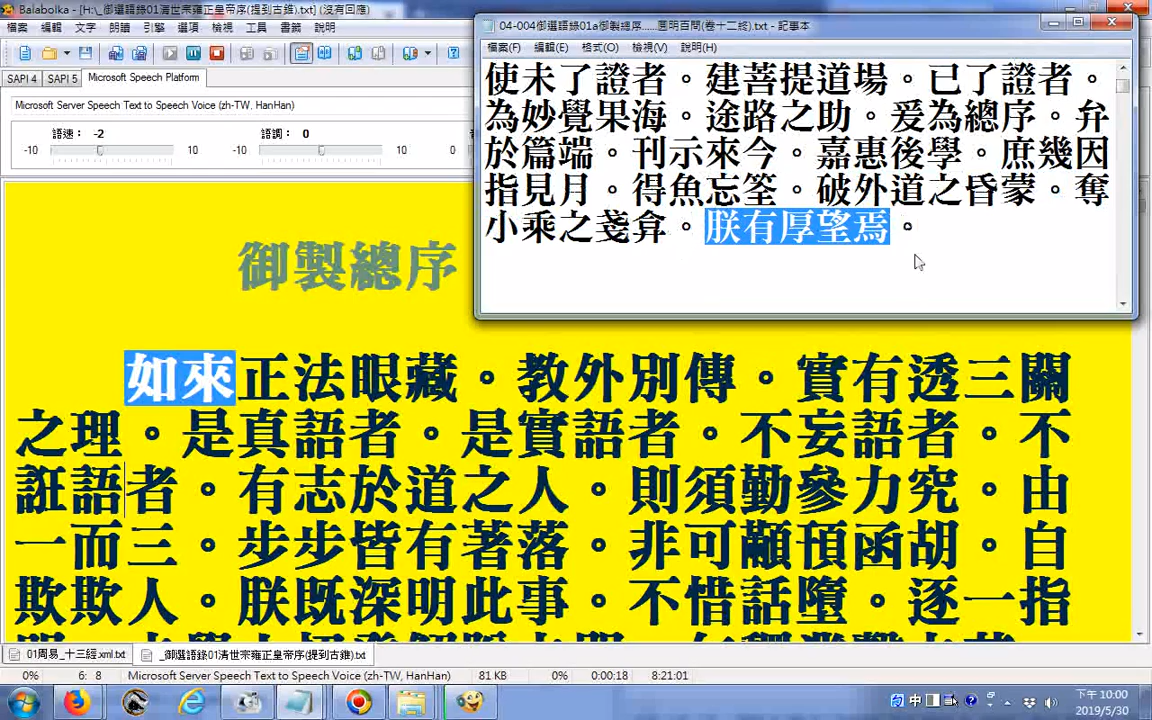 Balabolka - [H:\_御選語錄01清世宗雍正皇帝序(提到古錐).txt] (沒有回應)
檔案 編輯 文字 朗讀 引擎 選項 檢視 工具 書籤 說明
SAPI 4 SAPI 5 Microsoft Speech Platform
Microsoft Server Speech Text to Speech Voice (zh-TW, HanHan)
語速: -2 語調: 0
-10 10 -10 10 0
04-004御選語錄01a御製總序.....圓明百問(卷十二終).txt - 記事本
檔案(F) 編輯(E) 格式(O) 檢視(V) 說明(H)
使未了證者。建菩提道場。已了證者。
為妙覺果海。途路之助。爰為總序。弁
於篇端。刊示來今。嘉惠後學。庶幾因
指見月。得魚忘筌。破外道之昏蒙。奪
小乘之戔弇。朕有厚望焉。
御製總序
如來正法眼藏。教外別傳。實有透三關
之理。是真語者。是實語者。不妄語者。不
誑語者。有志於道之人。則須勤參力究。由
一而三。步步皆有著落。非可顢頇函胡。自
欺欺人。朕既深明此事。不惜話墮。逐一指
01周易_十三經.xml.txt _御選語錄01清世宗雍正皇帝序(提到古錐).txt
0% 6: 8 Microsoft Server Speech Text to Speech Voice (zh-TW, HanHan) 81 KB 0% 0:00:18 8:21:01
中
下午 10:00
2019/5/30